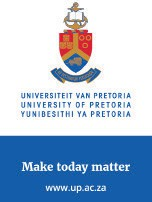 UNIVERSITEIT VAN PRETORIA
UNIVERSITY OF PRETORIA
YUNIBESITHI YA PRETORIA
Make today matter
www.up.ac.za